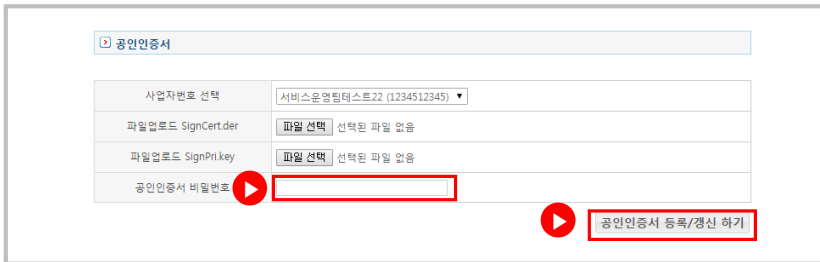 공인인증서
사업자번호 선택 서비스운영팀테스트22 (1234512345)
파일업로드 SignCert.der 파일 선택 선택된 파일 없음
파일업로드 SignPri.key 파일 선택 선택된 파일 없음
공인인증서 비밀번호
공인인증서 등록/갱신 하기